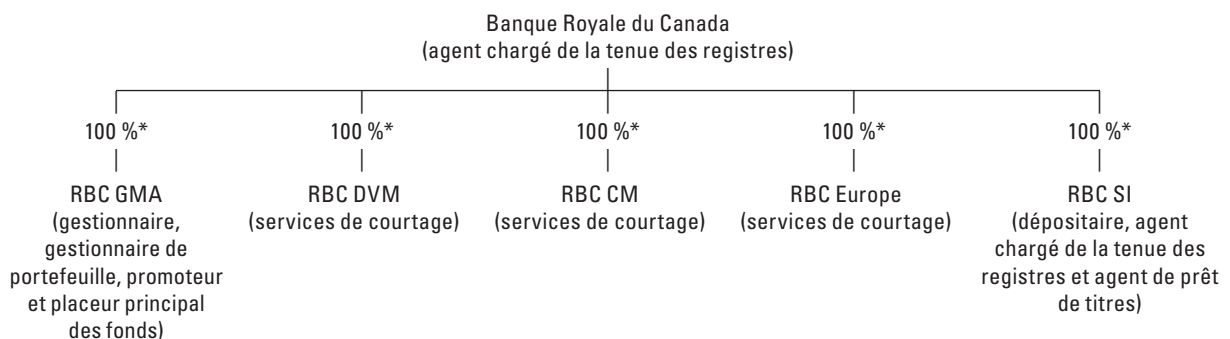 Banque Royale du Canada
(agent chargé de la tenue des registres)
100 %*
100 %*
100 %*
100 %*
100 %*
RBC GMA
(gestionnaire,
gestionnaire de
portefeuille, promoteur
et placeur principal
des fonds)
RBC DVM
(services de courtage)
RBC CM
(services de courtage)
RBC Europe
(services de courtage)
RBC SI
(dépositaire, agent
chargé de la tenue des
registres et agent de prêt
de titres)